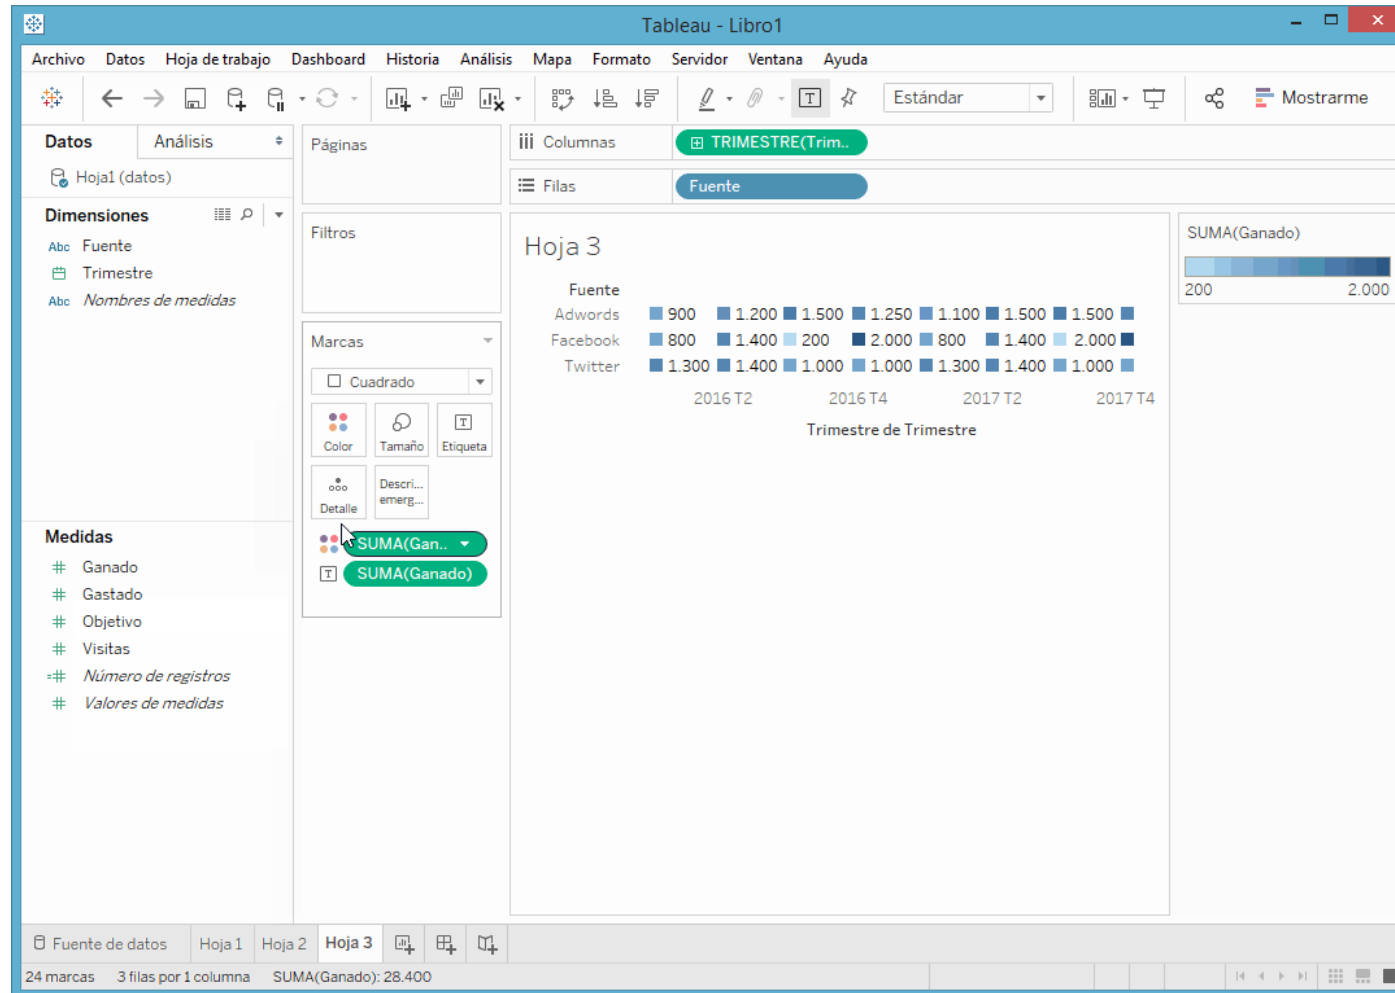 Tableau - Libro1
Archivo Datos Hoja de trabajo Dashboard Historia Análisis Mapa Formato Servidor Ventana Ayuda
Estándar Mostrarme
Datos Análisis
Hoja1 (datos)
Dimensiones
Abc Fuente
Trimestre
Abc Nombres de medidas
Medidas
# Ganado
# Gastado
# Objetivo
# Visitas
=# Número de registros
# Valores de medidas
Páginas
Filtros
Marcas
Cuadrado
Color Tamaño Etiqueta
Detalle Descri... emerg...
SUMA(Gan..
SUMA(Ganado)
Columnas TRIMESTRE(Trim..
Filas Fuente
Hoja 3
Fuente
Adwords 900 1.200 1.500 1.250 1.100 1.500 1.500
Facebook 800 1.400 200 2.000 800 1.400 2.000
Twitter 1.300 1.400 1.000 1.000 1.300 1.400 1.000
2016 T2 2016 T4 2017 T2 2017 T4
Trimestre de Trimestre
SUMA(Ganado)
200 2.000
Fuente de datos Hoja 1 Hoja 2 Hoja 3
24 marcas 3 filas por 1 columna SUMA(Ganado): 28.400